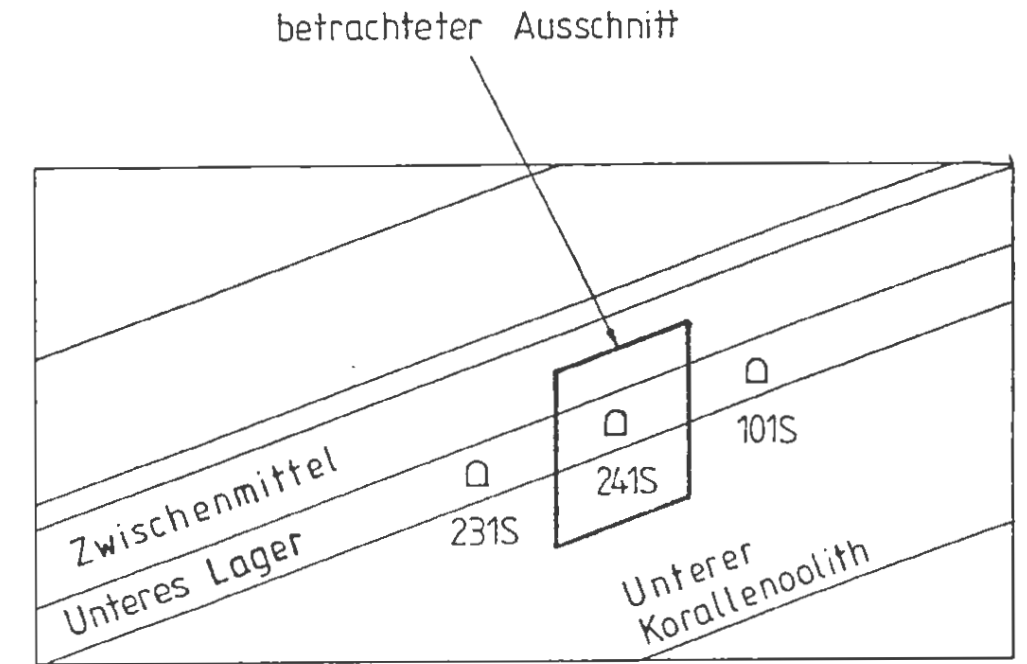 betrachteter Ausschnitt
101S
241S
231S
Zwischenmittel
Unteres Lager
Unterer
Korallenoolith